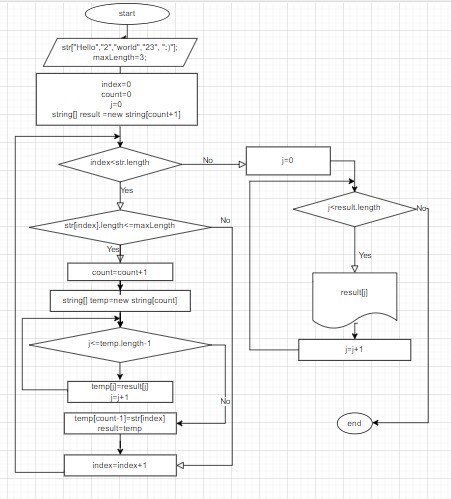 start
str["Hello","2","world","23", ":)"];
maxLength=3;
index=0
count=0
j=0
string[] result =new string[count+1]
index<str.length
No
j=0
Yes
j<result.length
No
str[index].length<=maxLength
No
Yes
Yes
count=count+1
result[j]
string[] temp=new string[count]
j<=temp.length-1
j=j+1
temp[j]=result[j]
j=j+1
No
temp[count-1]=str[index]
result=temp
end
index=index+1